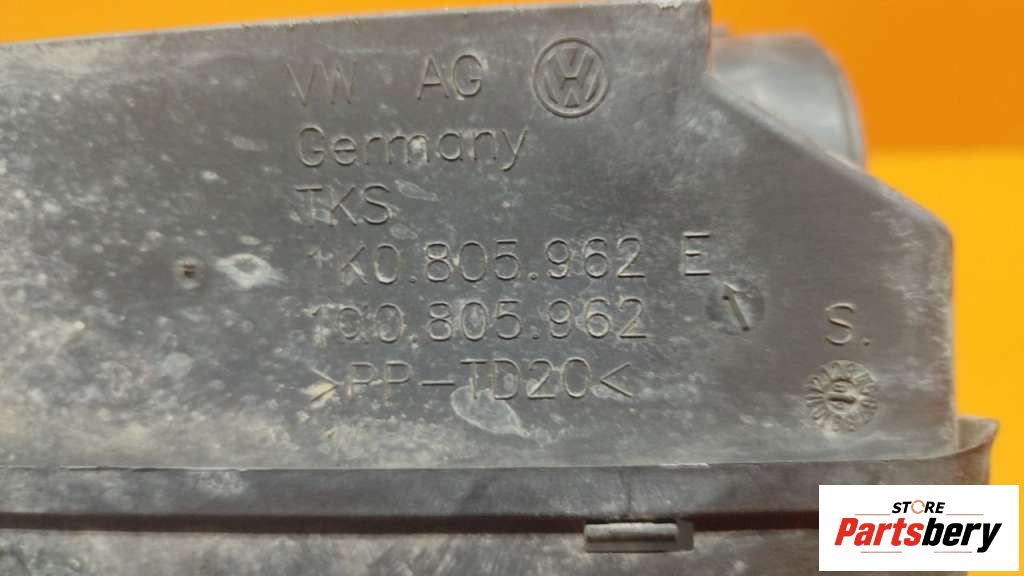 VW AG
Germany
TKS
1K0.805.962 E
1Q0.805.962
>PP-TD20<
S.
STORE
Partsbery